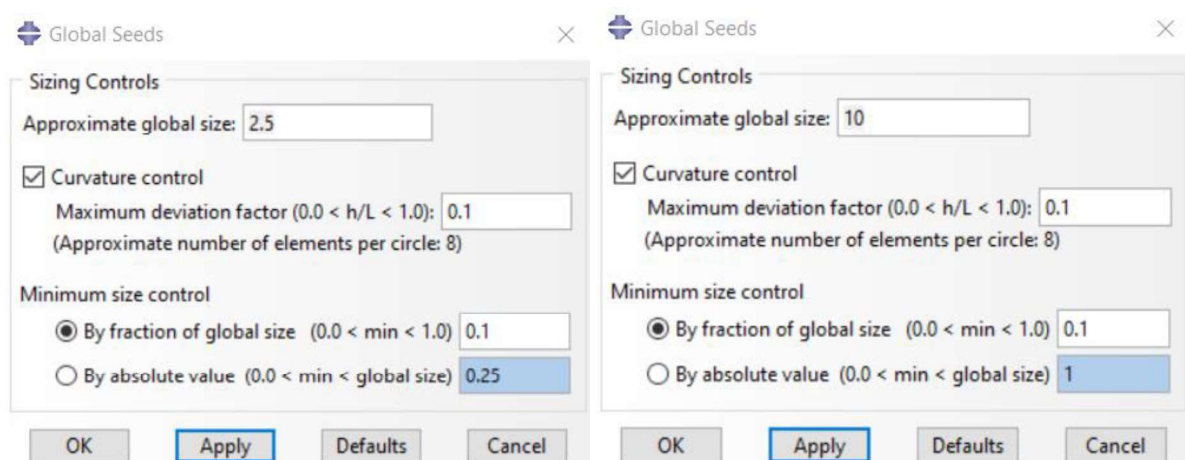 Global Seeds
Sizing Controls
Approximate global size: 2.5
Curvature control
Maximum deviation factor (0.0 < h/L < 1.0): 0.1
(Approximate number of elements per circle: 8)
Minimum size control
By fraction of global size (0.0 < min < 1.0) 0.1
By absolute value (0.0 < min < global size) 0.25
OK Apply Defaults Cancel
Global Seeds
Sizing Controls
Approximate global size: 10
Curvature control
Maximum deviation factor (0.0 < h/L < 1.0): 0.1
(Approximate number of elements per circle: 8)
Minimum size control
By fraction of global size (0.0 < min < 1.0) 0.1
By absolute value (0.0 < min < global size) 1
OK Apply Defaults Cancel